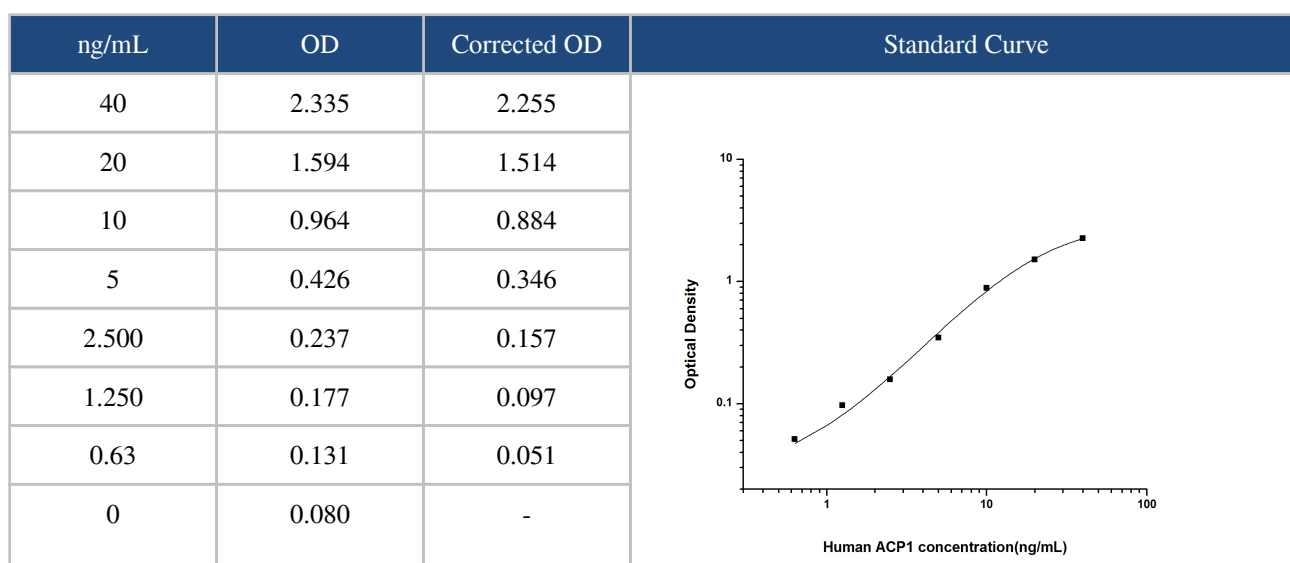 ng/mL OD Corrected OD Standard Curve
40 2.335 2.255
20 1.594 1.514
10 0.964 0.884
5 0.426 0.346
2.500 0.237 0.157
1.250 0.177 0.097
0.63 0.131 0.051
0 0.080 -
10
1
0.1
Optical Density
1 10 100
Human ACP1 concentration(ng/mL)